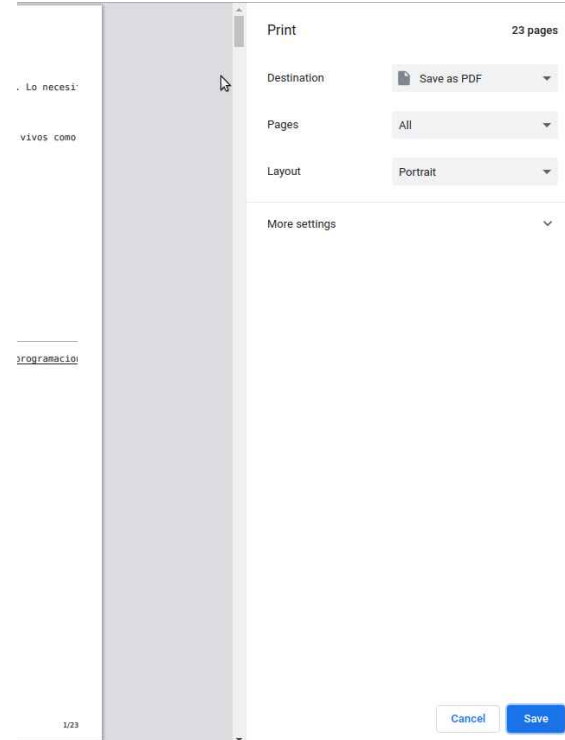 Print 23 pages
. Lo necesi
Destination Save as PDF
vivos como
Pages All
Layout Portrait
More settings
programacio
Cancel Save
1/23